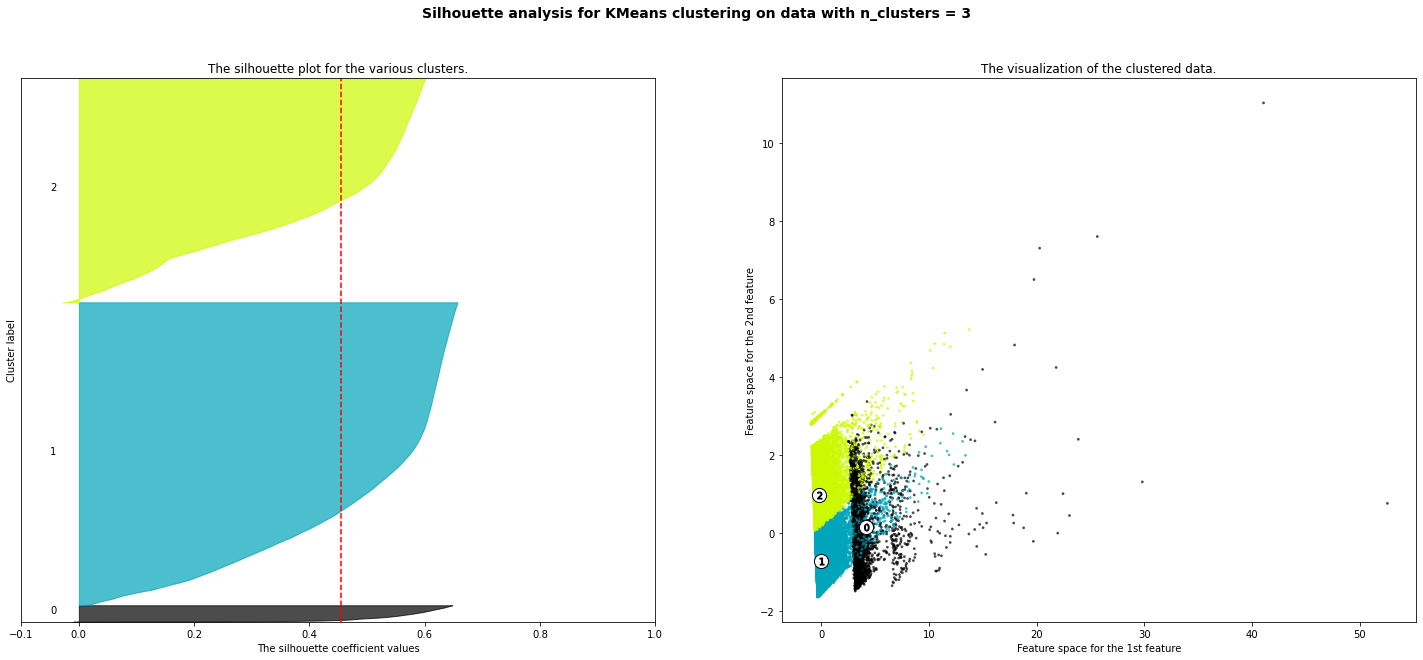 Silhouette analysis for KMeans clustering on data with n_clusters = 3
The silhouette plot for the various clusters.
2
1
0
Cluster label
−0.1 0.0 0.2 0.4 0.6 0.8 1.0
The silhouette coefficient values
The visualization of the clustered data.
10
8
6
4
2
0
−2
Feature space for the 2nd feature
2
0
1
0 10 20 30 40 50
Feature space for the 1st feature